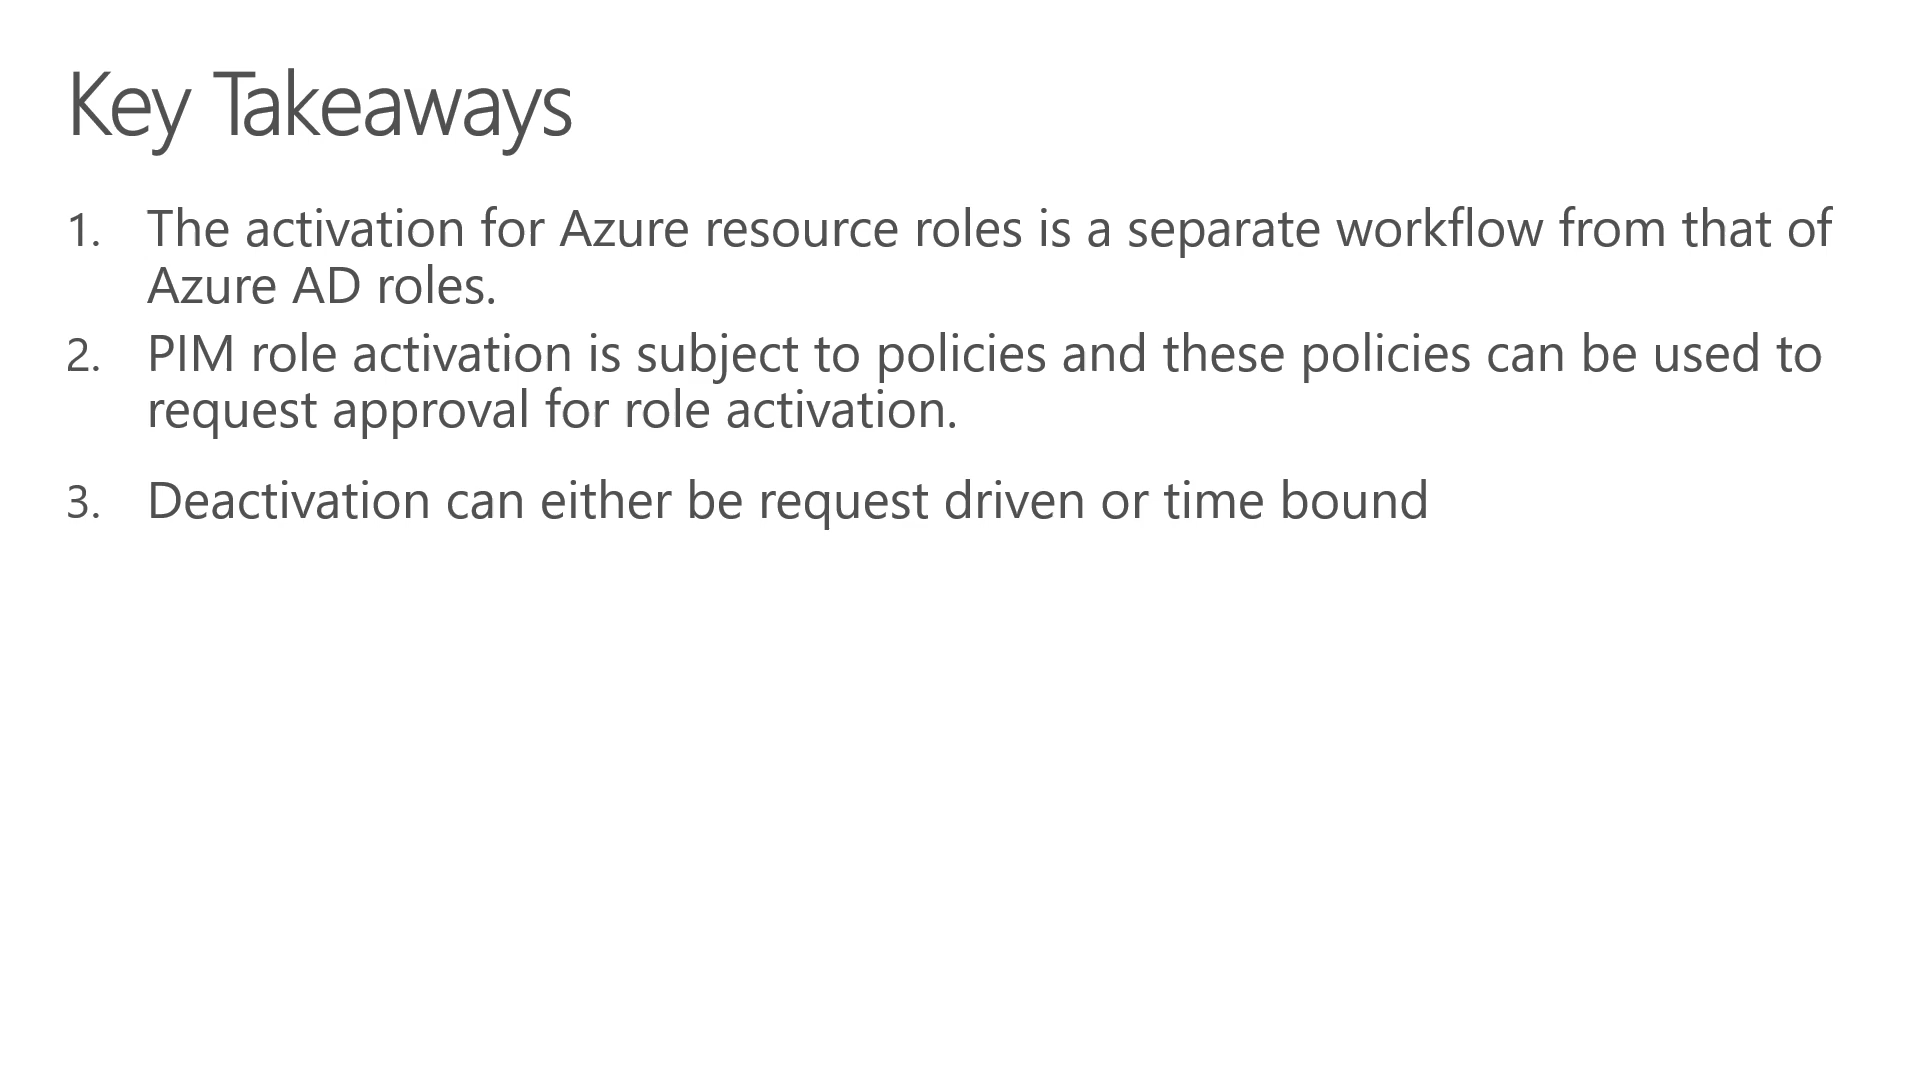 Key Takeaways
1. The activation for Azure resource roles is a separate workflow from that of
Azure AD roles.
2. PIM role activation is subject to policies and these policies can be used to
request approval for role activation.
3. Deactivation can either be request driven or time bound